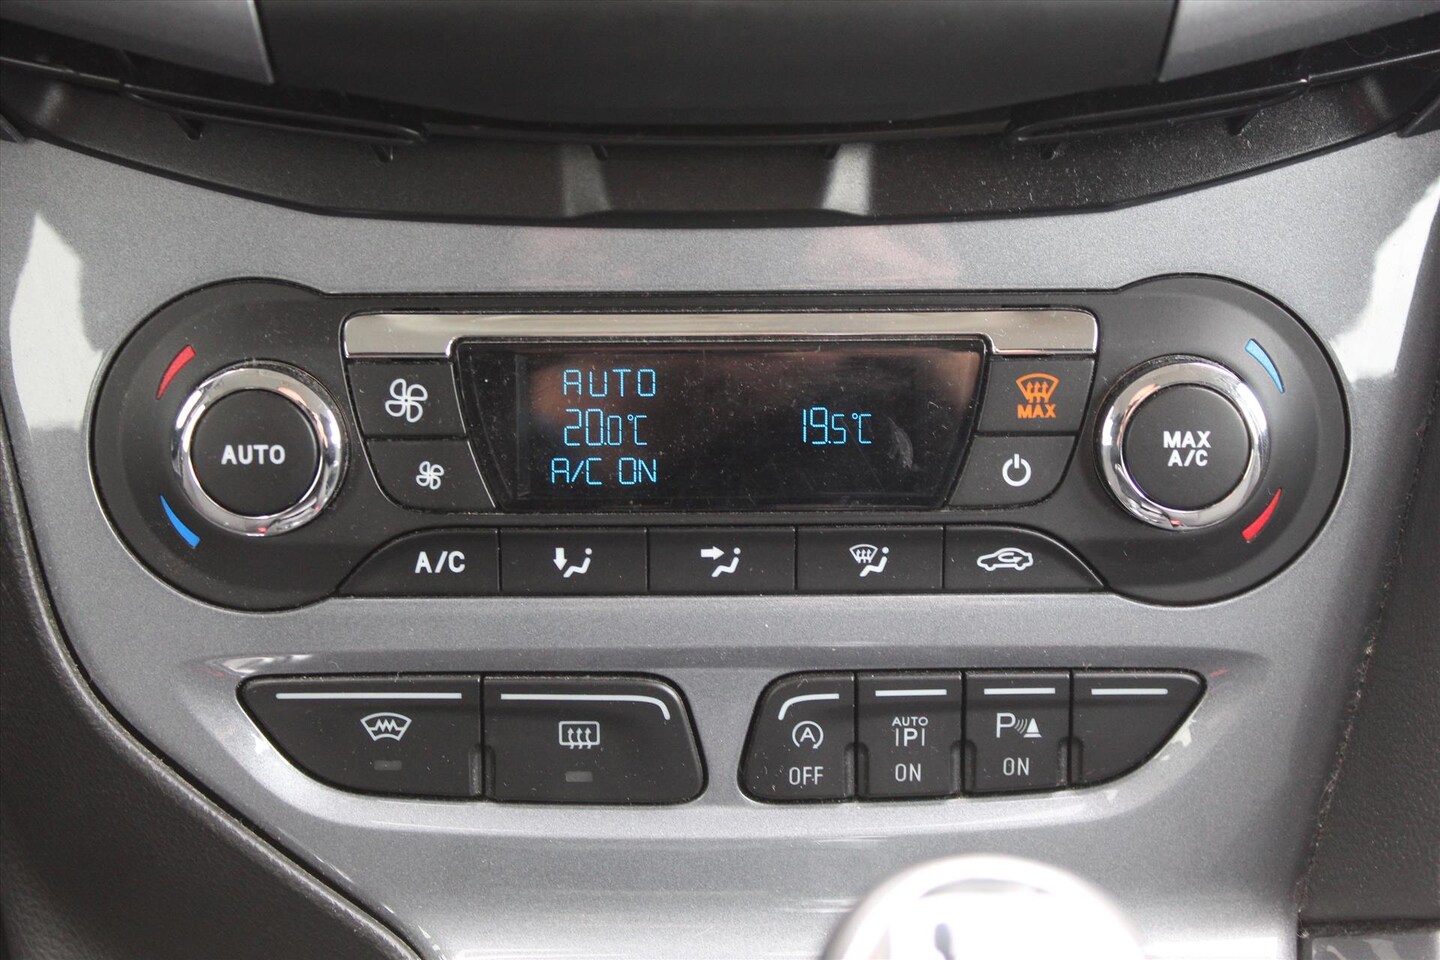 AUTO
20.0°C
19.5°C
A/C ON
AUTO
MAX
MAX
A/C
A/C
A
OFF
AUTO
P
ON
P
ON